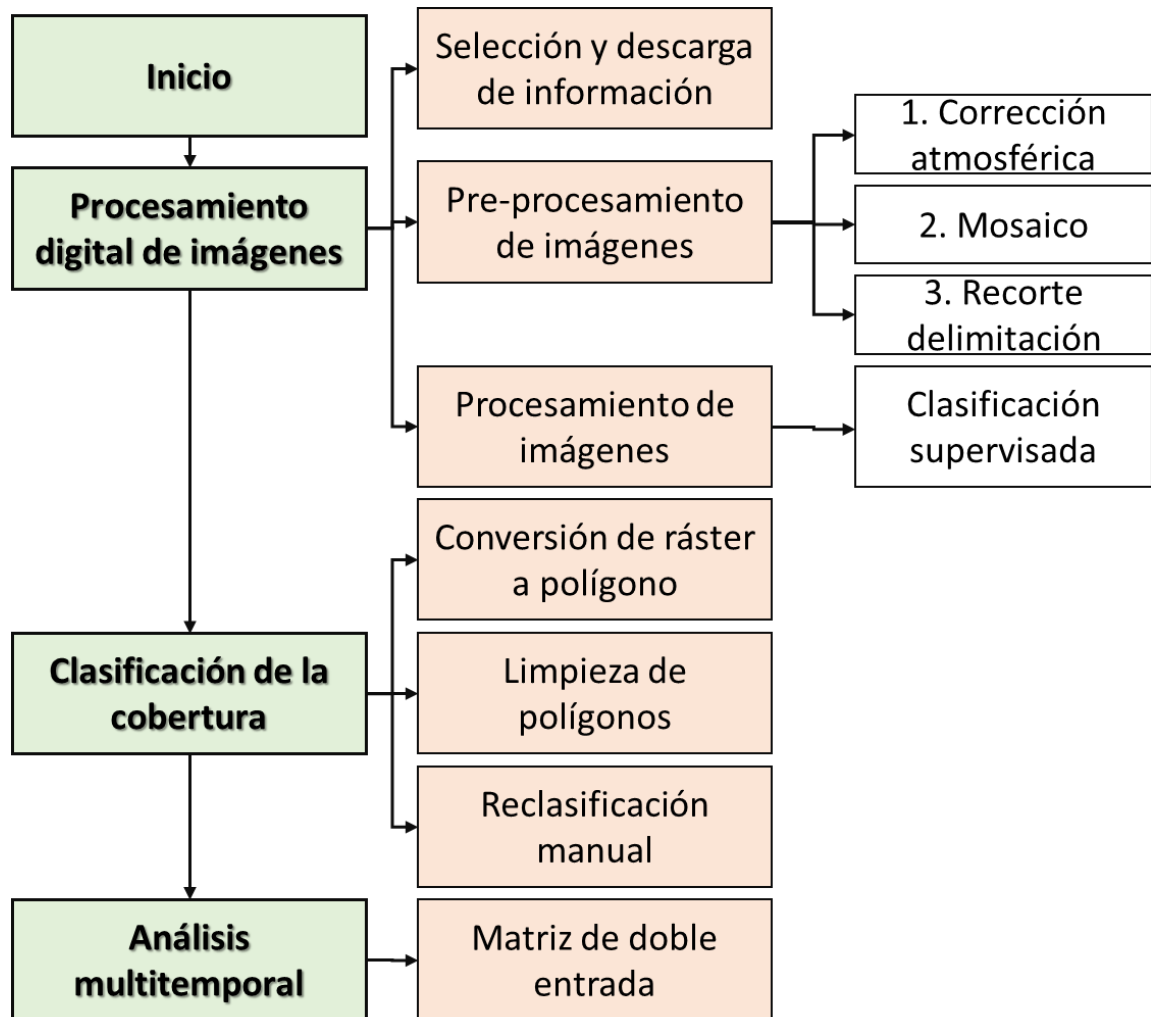 Inicio
Selección y descarga
de información
Procesamiento
digital de imágenes
Pre-procesamiento
de imágenes
1. Corrección
atmosférica
2. Mosaico
3. Recorte
delimitación
Procesamiento de
imágenes
Clasificación
supervisada
Clasificación de la
cobertura
Conversión de ráster
a polígono
Limpieza de
polígonos
Reclasificación
manual
Análisis
multitemporal
Matriz de doble
entrada